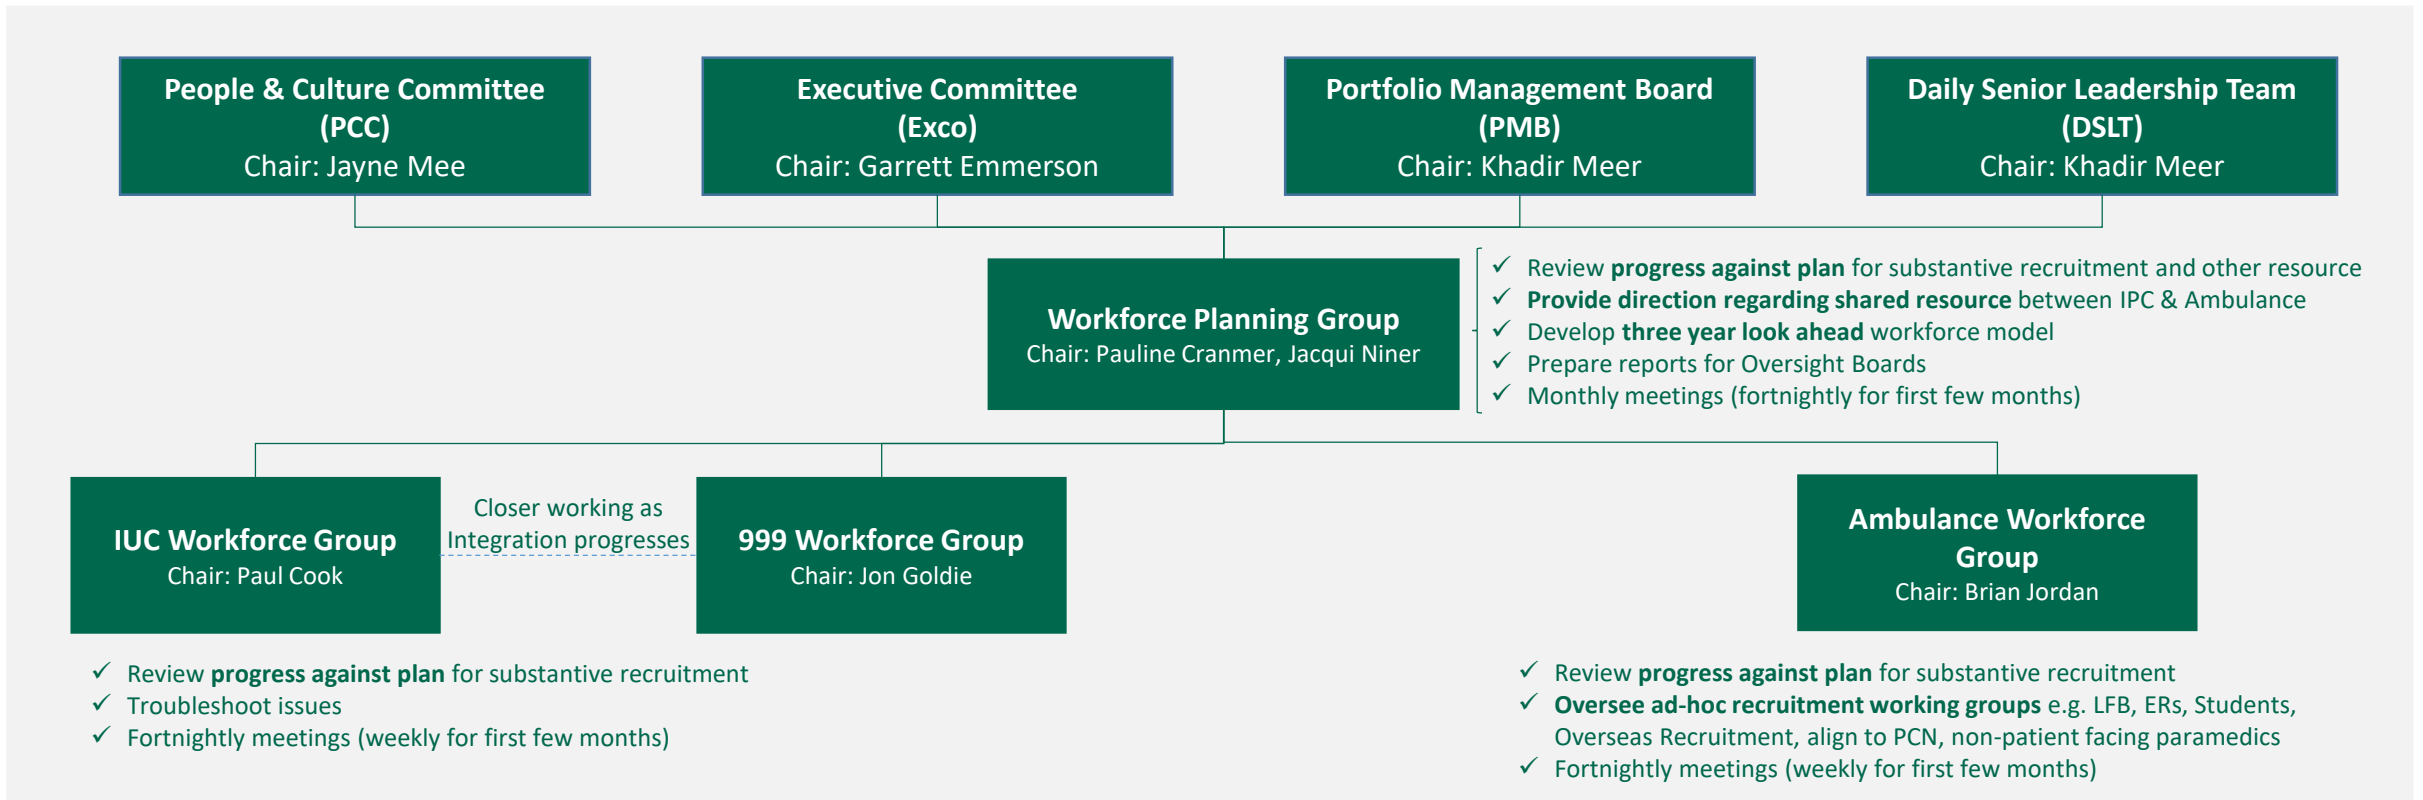 People & Culture Committee
(PCC)
Chair: Jayne Mee
Executive Committee
(Exco)
Chair: Garrett Emmerson
Portfolio Management Board
(PMB)
Chair: Khadir Meer
Daily Senior Leadership Team
(DSLT)
Chair: Khadir Meer
Workforce Planning Group
Chair: Pauline Cranmer, Jacqui Niner
✓ Review progress against plan for substantive recruitment and other resource
✓ Provide direction regarding shared resource between IPC & Ambulance
✓ Develop three year look ahead workforce model
✓ Prepare reports for Oversight Boards
✓ Monthly meetings (fortnightly for first few months)
IUC Workforce Group
Chair: Paul Cook
Closer working as
Integration progresses
999 Workforce Group
Chair: Jon Goldie
Ambulance Workforce
Group
Chair: Brian Jordan
✓ Review progress against plan for substantive recruitment
✓ Troubleshoot issues
✓ Fortnightly meetings (weekly for first few months)
✓ Review progress against plan for substantive recruitment
✓ Oversee ad-hoc recruitment working groups e.g. LFB, ERs, Students,
Overseas Recruitment, align to PCN, non-patient facing paramedics
✓ Fortnightly meetings (weekly for first few months)